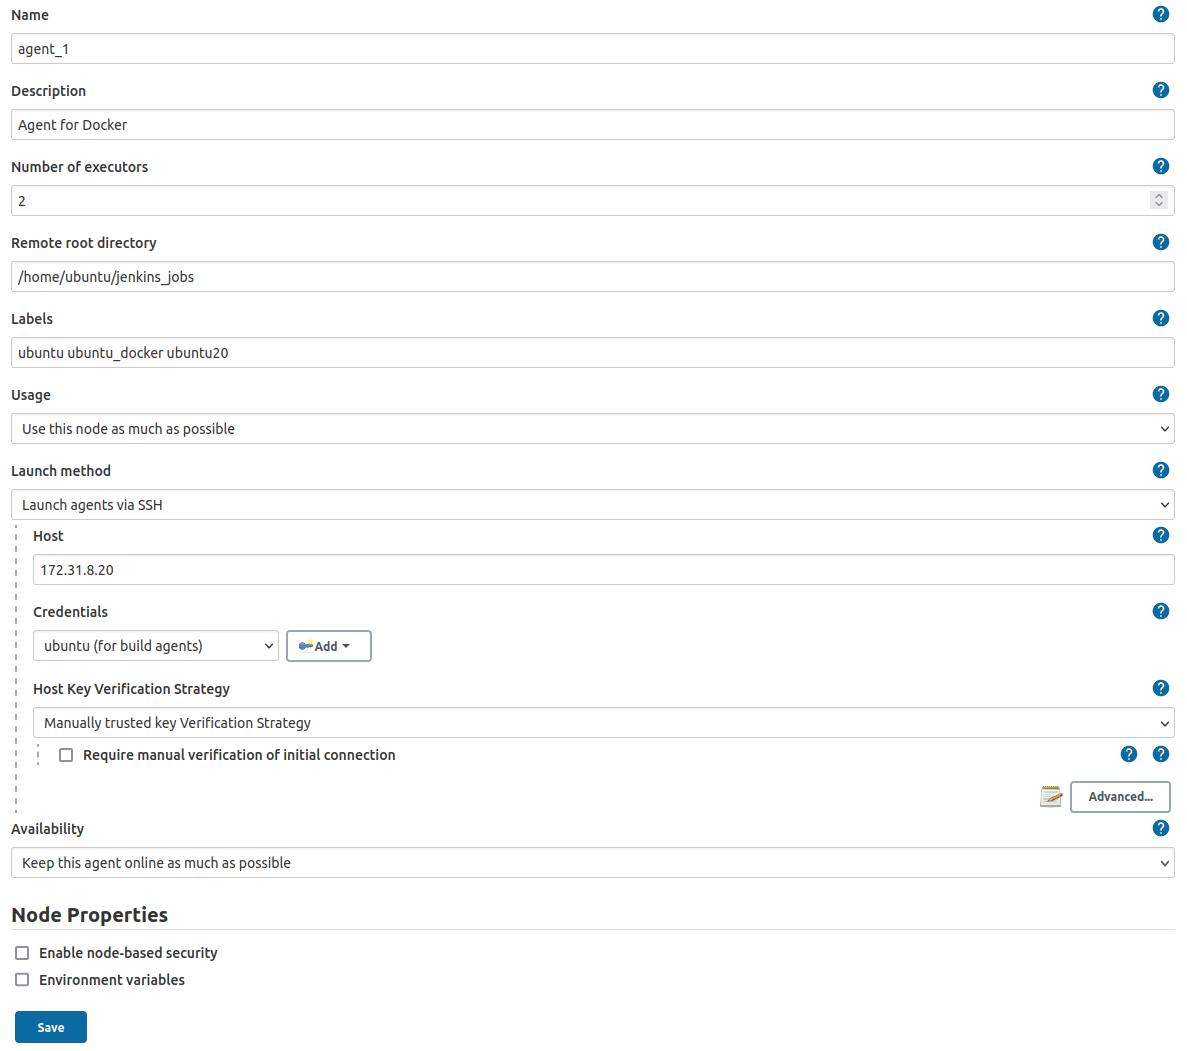 Name
agent_1
Description
Agent for Docker
Number of executors
2
Remote root directory
/home/ubuntu/jenkins_jobs
Labels
ubuntu ubuntu_docker ubuntu20
Usage
Use this node as much as possible
Launch method
Launch agents via SSH
Host
172.31.8.20
Credentials
ubuntu (for build agents)
Add
Host Key Verification Strategy
Manually trusted key Verification Strategy
Require manual verification of initial connection
Advanced...
Availability
Keep this agent online as much as possible
Node Properties
Enable node-based security
Environment variables
Save